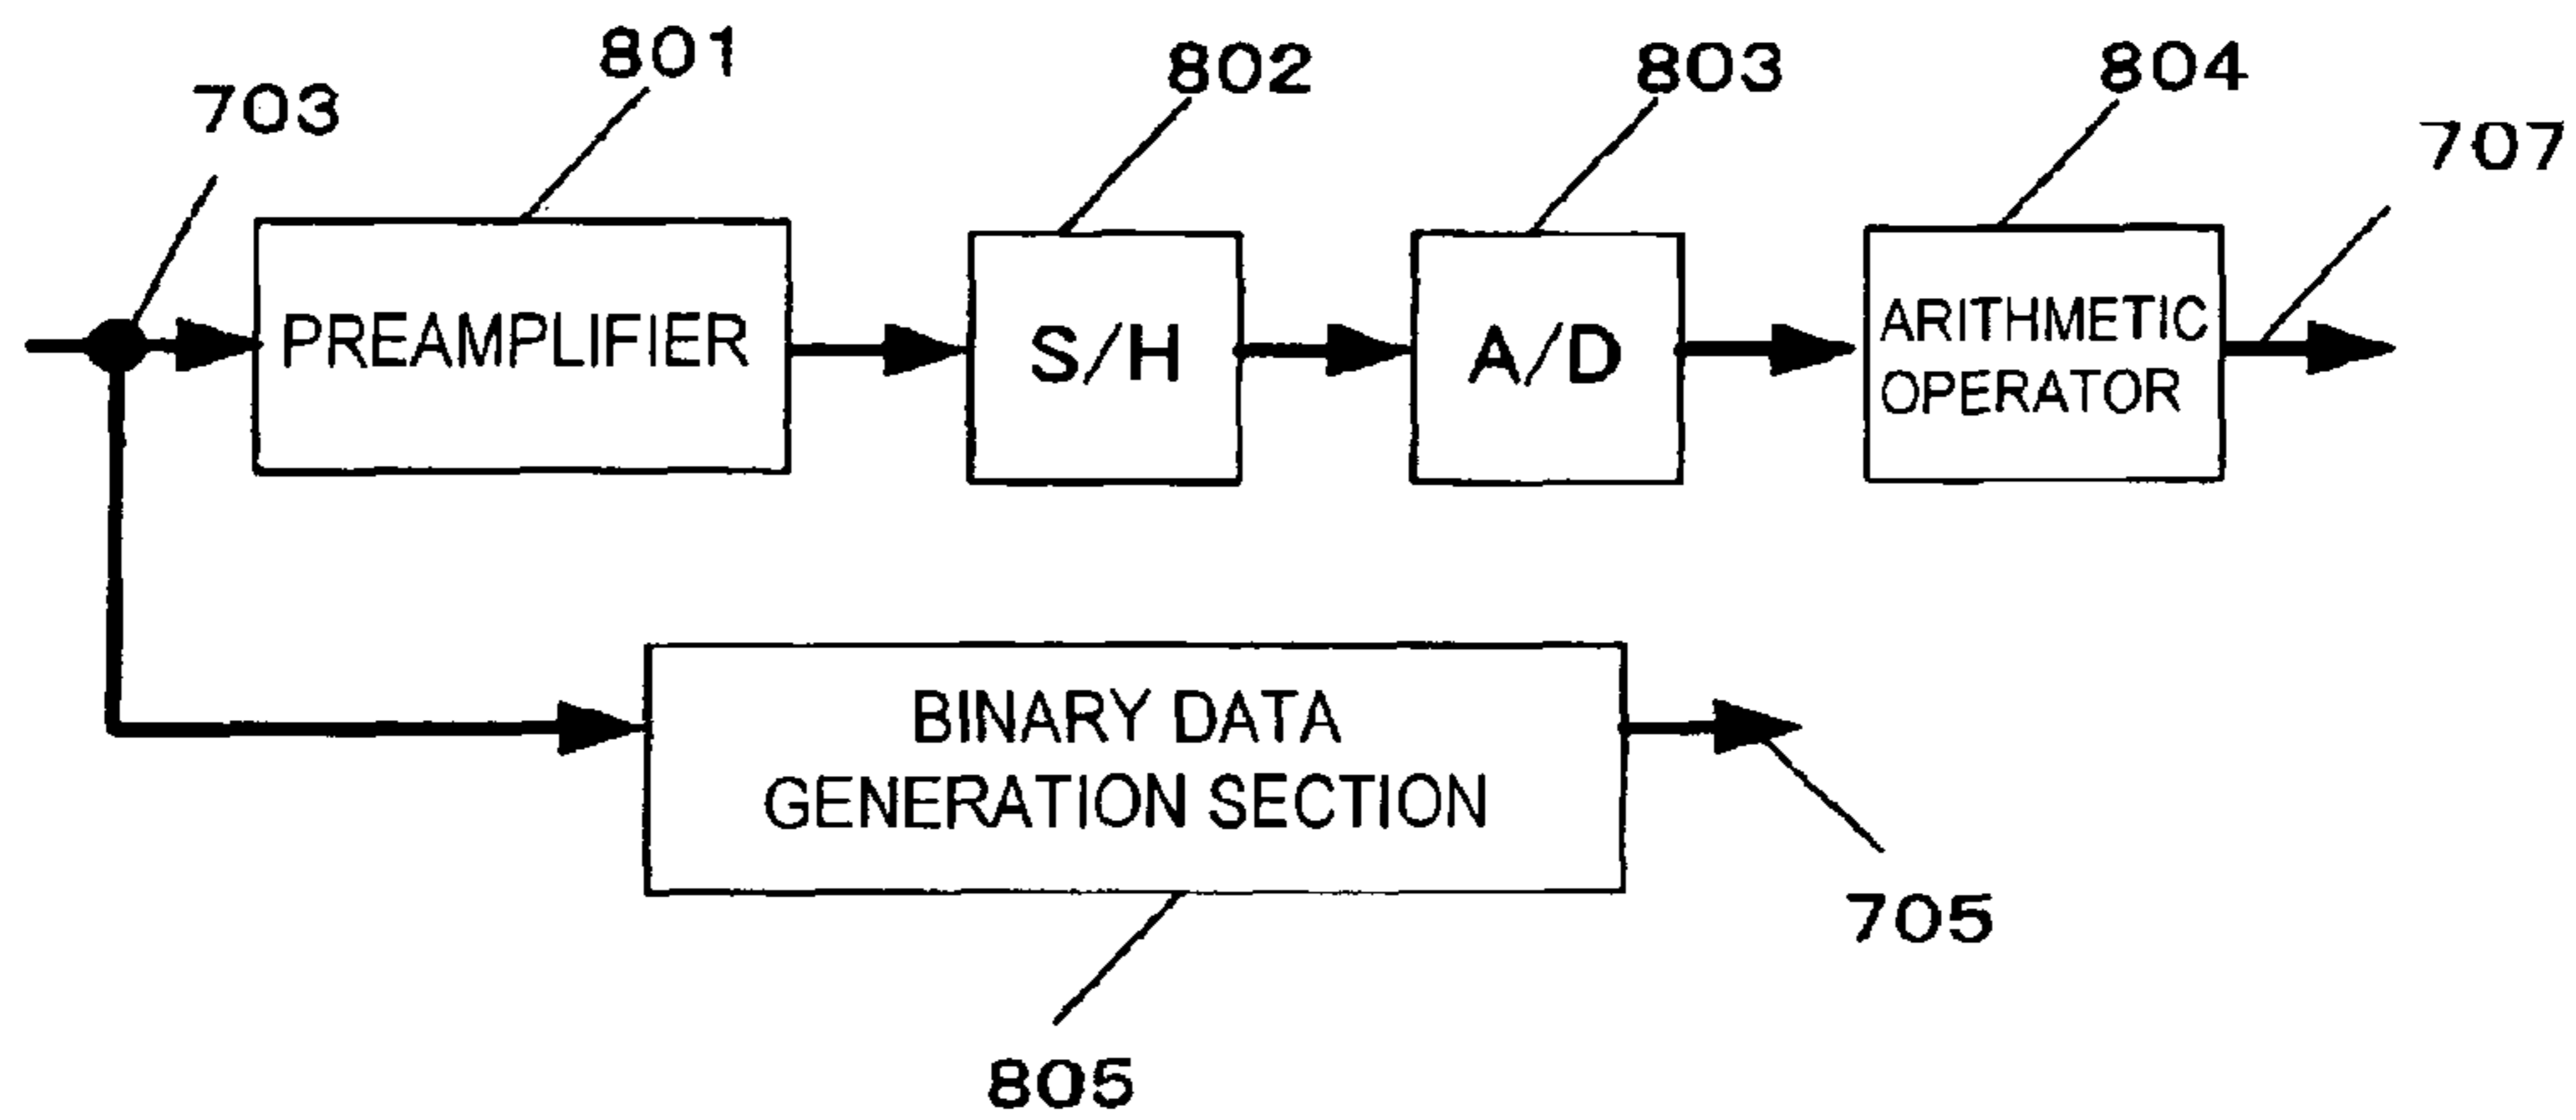 801
802
803
804
703
707
PREAMPLIFIER
S/H
A/D
ARITHMETIC
OPERATOR
BINARY DATA
GENERATION SECTION
705
805